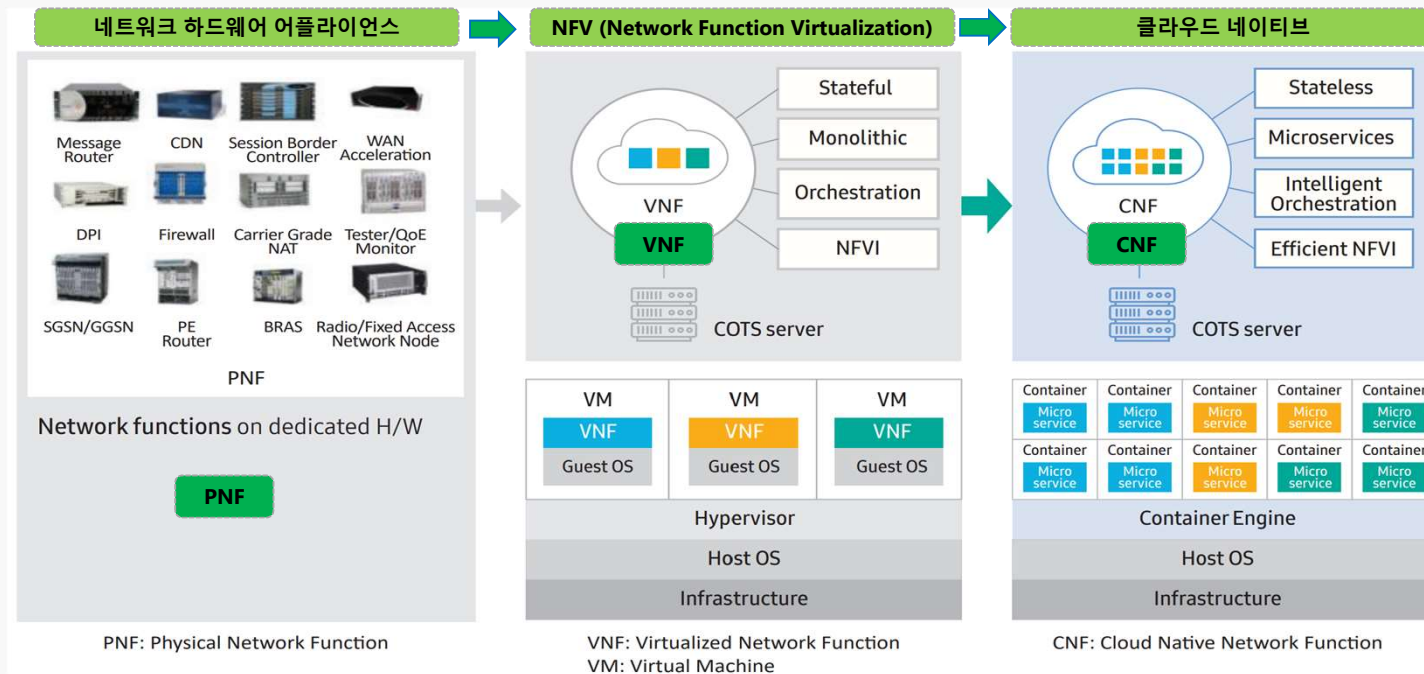 네트워크 하드웨어 어플라이언스
NFV (Network Function Virtualization)
클라우드 네이티브
Message
Router
CDN
Session Border
Controller
WAN
Acceleration
DPI
Firewall
Carrier Grade
NAT
Tester/QoE
Monitor
SGSN/GGSN
PE
Router
BRAS
Radio/Fixed Access
Network Node
PNF
Network functions on dedicated H/W
PNF
PNF: Physical Network Function
VNF
VNF
Stateful
Monolithic
Orchestration
NFVI
COTS server
VM
VM
VM
VNF
VNF
VNF
Guest OS
Guest OS
Guest OS
Hypervisor
Host OS
Infrastructure
VNF: Virtualized Network Function
VM: Virtual Machine
CNF
CNF
Stateless
Microservices
Intelligent
Orchestration
Efficient NFVI
COTS server
Container
Container
Container
Container
Container
Micro
service
Micro
service
Micro
service
Micro
service
Micro
service
Container
Container
Container
Container
Container
Micro
service
Micro
service
Micro
service
Micro
service
Micro
service
Container Engine
Host OS
Infrastructure
CNF: Cloud Native Network Function